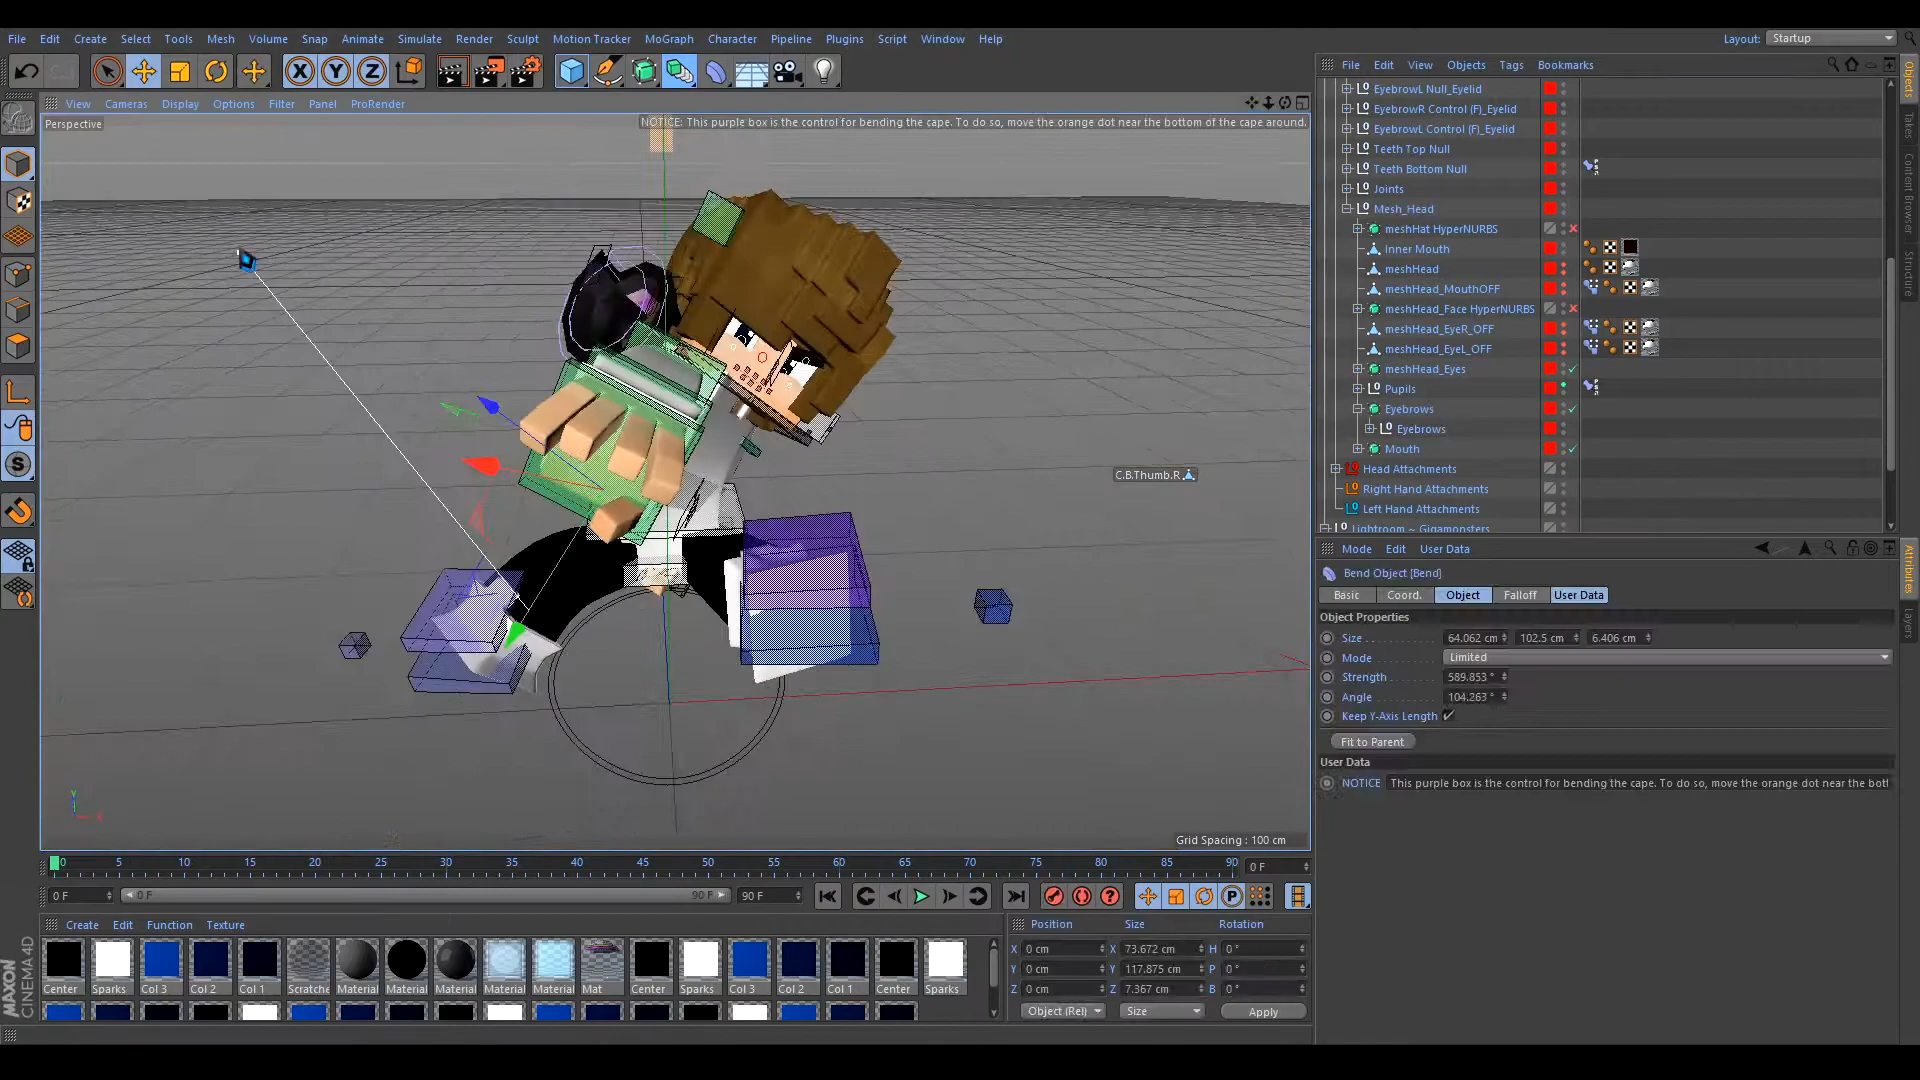 File Edit Create Select Tools Mesh Volume Snap Animate Simulate Render Sculpt Motion Tracker MoGraph Character Pipeline Plugins Script Window Help
Layout: Startup
View Cameras Display Options Filter Panel ProRender
Perspective
NOTICE: This purple box is the control for bending the cape. To do so, move the orange dot near the bottom of the cape around.
C.B.Thumb.R
Grid Spacing : 100 cm
File Edit View Objects Tags Bookmarks
EyebrowL Null_Eyelid
EyebrowR Control (F)_Eyelid
EyebrowL Control (F)_Eyelid
Teeth Top Null
Teeth Bottom Null
Joints
Mesh_Head
meshHat HyperNURBS
Inner Mouth
meshHead
meshHead_MouthOFF
meshHead_Face HyperNURBS
meshHead_EyeR_OFF
meshHead_EyeL_OFF
meshHead_Eyes
Pupils
Eyebrows
Eyebrows
Mouth
Head Attachments
Right Hand Attachments
Left Hand Attachments
Lightroom ~ Gigamonsters
Objects
Takes
Content Browser
Structure
Mode Edit User Data
Bend Object [Bend]
Basic Coord. Object Falloff User Data
Object Properties
Size 64.062 cm 102.5 cm 6.406 cm
Mode Limited
Strength 589.853 °
Angle 104.263 °
Keep Y-Axis Length
Fit to Parent
User Data
NOTICE This purple box is the control for bending the cape. To do so, move the orange dot near the bott
Attributes
Layers
0 5 10 15 20 25 30 35 40 45 50 55 60 65 70 75 80 85 90 0 F
0 F 0 F 90 F 90 F
Create Edit Function Texture
Center Sparks Col 3 Col 2 Col 1 Scratche Material Material Material Material Material Mat Center Sparks Col 3 Col 2 Col 1 Center Sparks
Position Size Rotation
X 0 cm X 73.672 cm H 0 °
Y 0 cm Y 117.875 cm P 0 °
Z 0 cm Z 7.367 cm B 0 °
Object (Rel) Size Apply
MAXON
CINEMA 4D